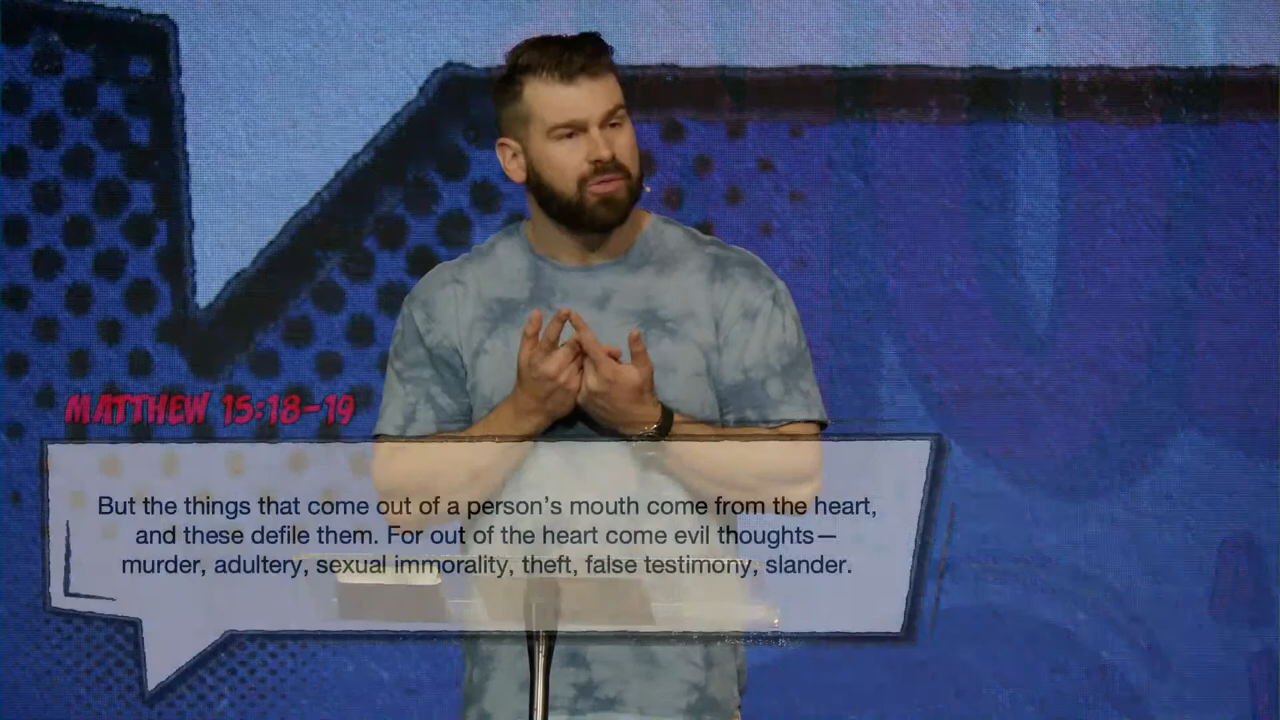 MATTHEW 15:18-19
But the things that come out of a person’s mouth come from the heart,
and these defile them. For out of the heart come evil thoughts—
murder, adultery, sexual immorality, theft, false testimony, slander.